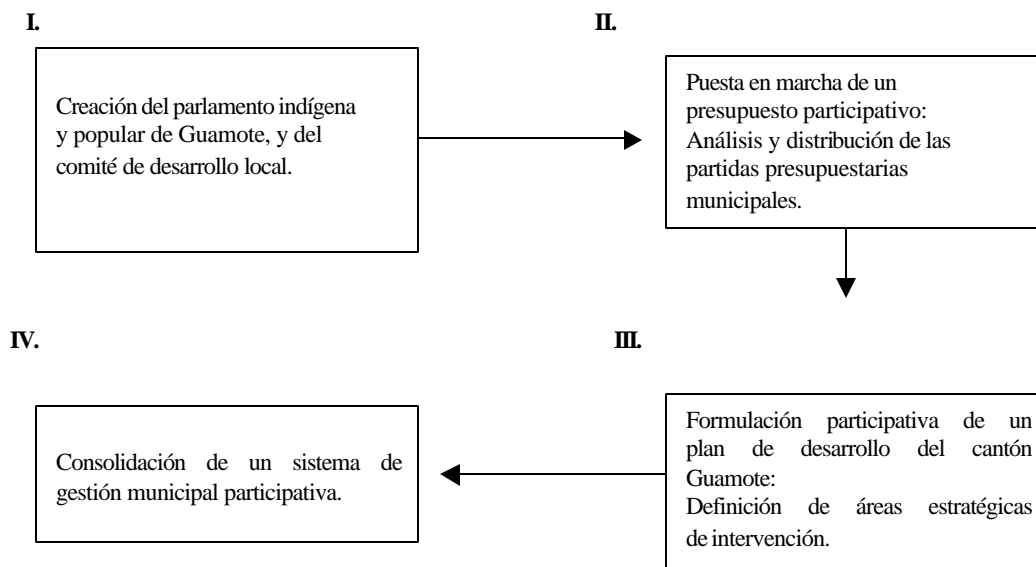 I.
Creación del parlamento indígena
y popular de Guamote, y del
comité de desarrollo local.
II.
Puesta en marcha de un
presupuesto participativo:
Análisis y distribución de las
partidas presupuestarias
municipales.
III.
Formulación participativa de un
plan de desarrollo del cantón
Guamote:
Definición de áreas estratégicas
de intervención.
IV.
Consolidación de un sistema de
gestión municipal participativa.